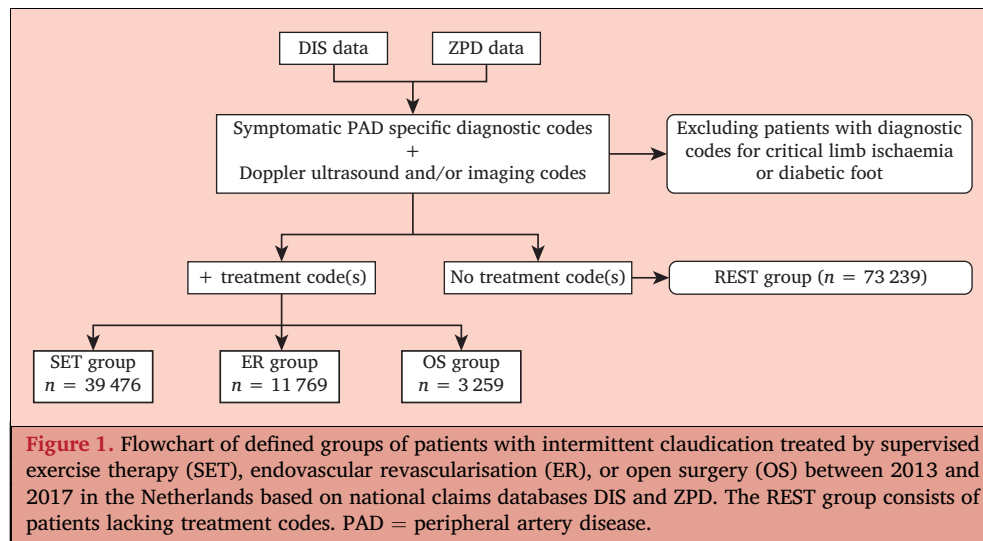 DIS data
ZPD data
Symptomatic PAD specific diagnostic codes
+
Doppler ultrasound and/or imaging codes
Excluding patients with diagnostic
codes for critical limb ischaemia
or diabetic foot
+ treatment code(s)
No treatment code(s)
REST group (n = 73 239)
SET group
n = 39 476
ER group
n = 11 769
OS group
n = 3 259
Figure 1. Flowchart of defined groups of patients with intermittent claudication treated by supervised
exercise therapy (SET), endovascular revascularisation (ER), or open surgery (OS) between 2013 and
2017 in the Netherlands based on national claims databases DIS and ZPD. The REST group consists of
patients lacking treatment codes. PAD = peripheral artery disease.